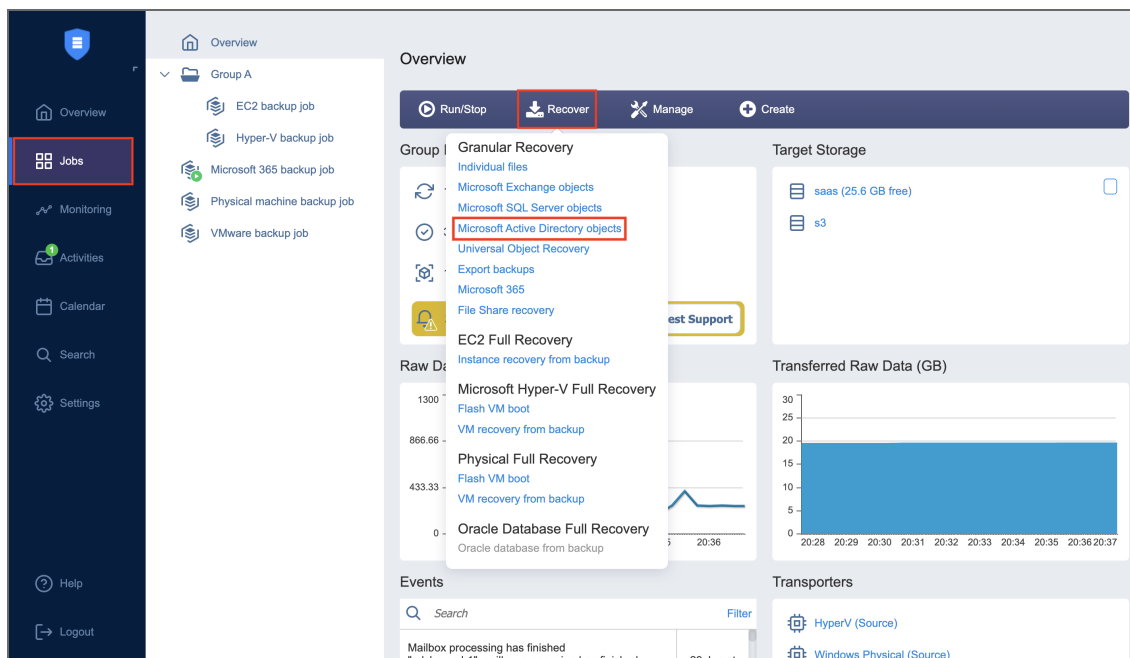 Overview
Jobs
Monitoring
1
Activities
Calendar
Search
Settings
Help
Logout
Overview
Group A
EC2 backup job
Hyper-V backup job
Microsoft 365 backup job
Physical machine backup job
VMware backup job
Overview
Run/Stop
Recover
Manage
Create
Group
Granular Recovery
Individual files
Microsoft Exchange objects
Microsoft SQL Server objects
Microsoft Active Directory objects
Universal Object Recovery
Export backups
Microsoft 365
File Share recovery
EC2 Full Recovery
Instance recovery from backup
Microsoft Hyper-V Full Recovery
Flash VM boot
VM recovery from backup
Physical Full Recovery
Flash VM boot
VM recovery from backup
Oracle Database Full Recovery
Oracle database from backup
est Support
Target Storage
saas (25.6 GB free)
s3
Raw Da
1300
866.66
433.33
0
20:36
Transferred Raw Data (GB)
30
25
20
15
10
5
0
20:28 20:29 20:30 20:31 20:32 20:33 20:34 20:35 20:36 20:37
Events
Search
Filter
Mailbox processing has finished
Transporters
HyperV (Source)
Windows Physical (Source)